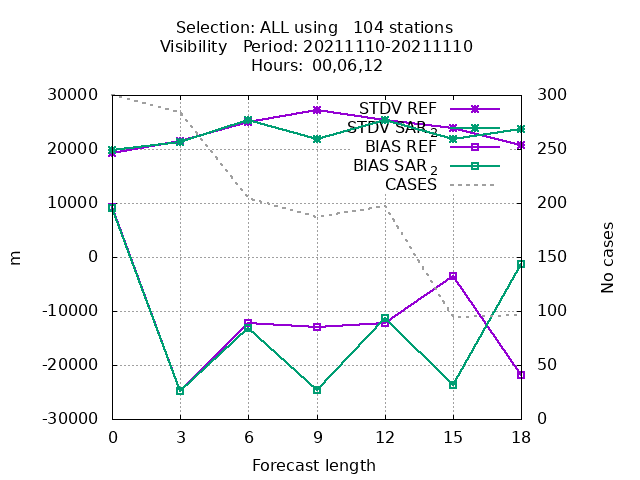 Selection: ALL using   104 stations
Visibility   Period: 20211110-20211110
Hours: 00,06,12
30000
20000
10000
0
-10000
-20000
-30000
300
250
200
150
100
50
0
m
No cases
STDV REF
STDV SAR 2
BIAS REF
BIAS SAR 2
CASES
0 3 6 9 12 15 18
Forecast length